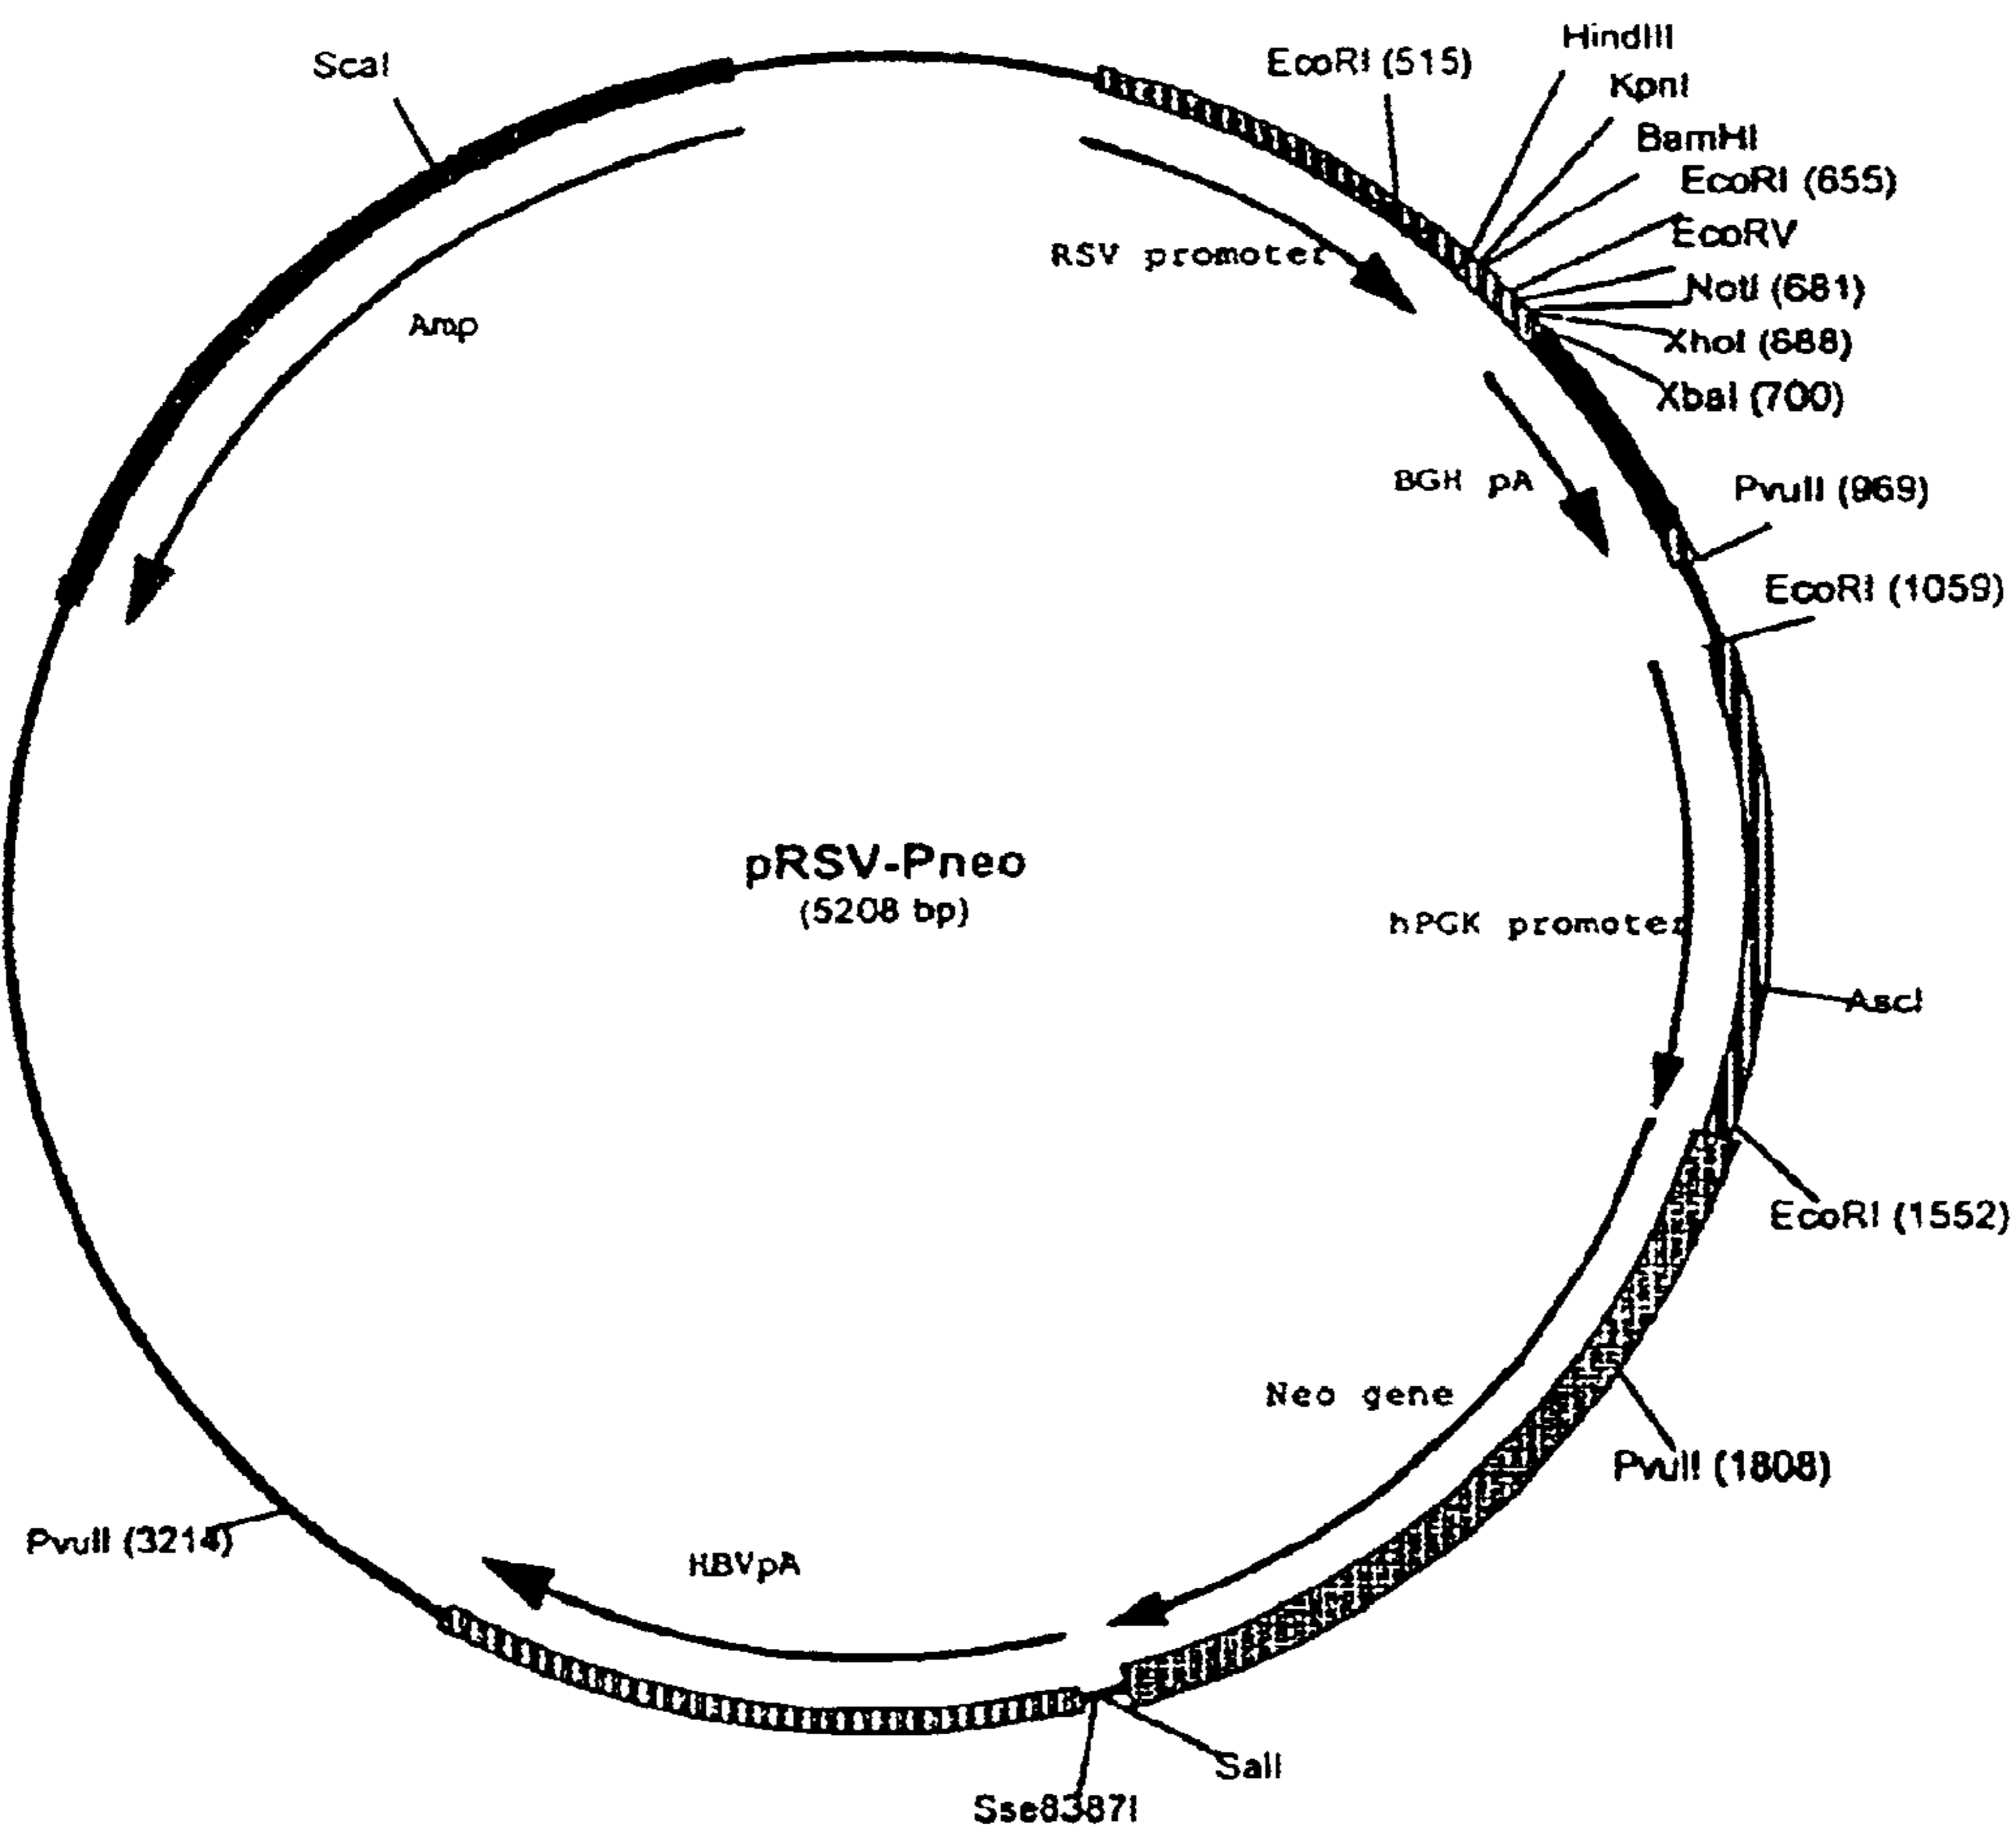 ScaI
EcoRI (515)
HindIII
KpnI
BamHI
EcoRI (655)
EcoRV
NotI (681)
XhoI (688)
XbaI (700)
RSV promoter
Amp
BGH pA
PvuII (969)
EcoRI (1059)
pRSV-Pneo
(5208 bp)
hPGK promoter
AscI
EcoRI (1552)
Neo gene
PvuII (1808)
PvuII (3214)
HBVpA
SalI
Sse8387I